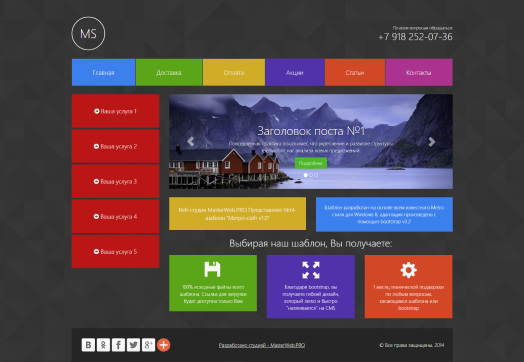 MS
По всем вопросам обращаться:
+7 918 252-07-36
Главная
Доставка
Оплата
Акции
Статьи
Контакты
Ваша услуга 1
Ваша услуга 2
Ваша услуга 3
Ваша услуга 4
Ваша услуга 5
Заголовок поста №1
Повседневная практика показывает, что укрепление и развитие структуры
требует от нас анализа новых предложений.
Подробнее
Веб-студия MasterWeb.PRO Представляет html-
шаблон "Метро-сайт v1.0"
Шаблон разработан на основе всем известного Metro
стиля для Windows 8, адаптация произведена с
помощью bootstrap v3.2
Выбирая наш шаблон, Вы получаете:
100% исходные файлы всего
шаблона. Ссылка для загрузки
будет доступна только Вам
Благодаря bootstrap, вы
получаете гибкий дизайн,
который легко и быстро
"натягивается" на CMS
1 месяц технической поддержки
по любым вопросам,
касающимся шаблона или
bootstrap
Разработано студией - MasterWeb.PRO
© Все права защищены, 2014